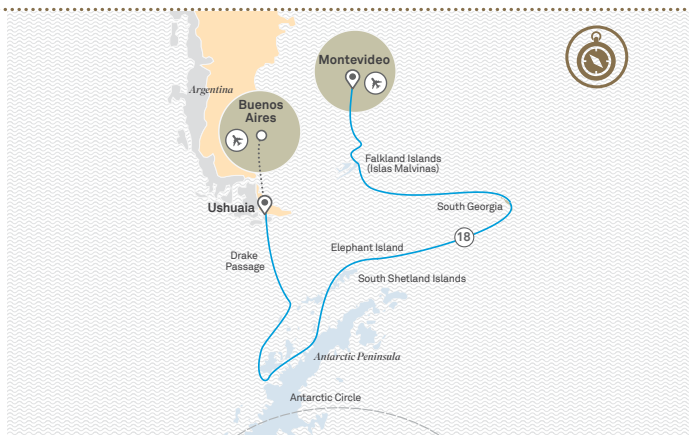 Montevideo
Argentina
Buenos
Aires
Falkland Islands
(Islas Malvinas)
Ushuaia
South Georgia
18
Elephant Island
Drake
Passage
South Shetland Islands
Antarctic Peninsula
Antarctic Circle